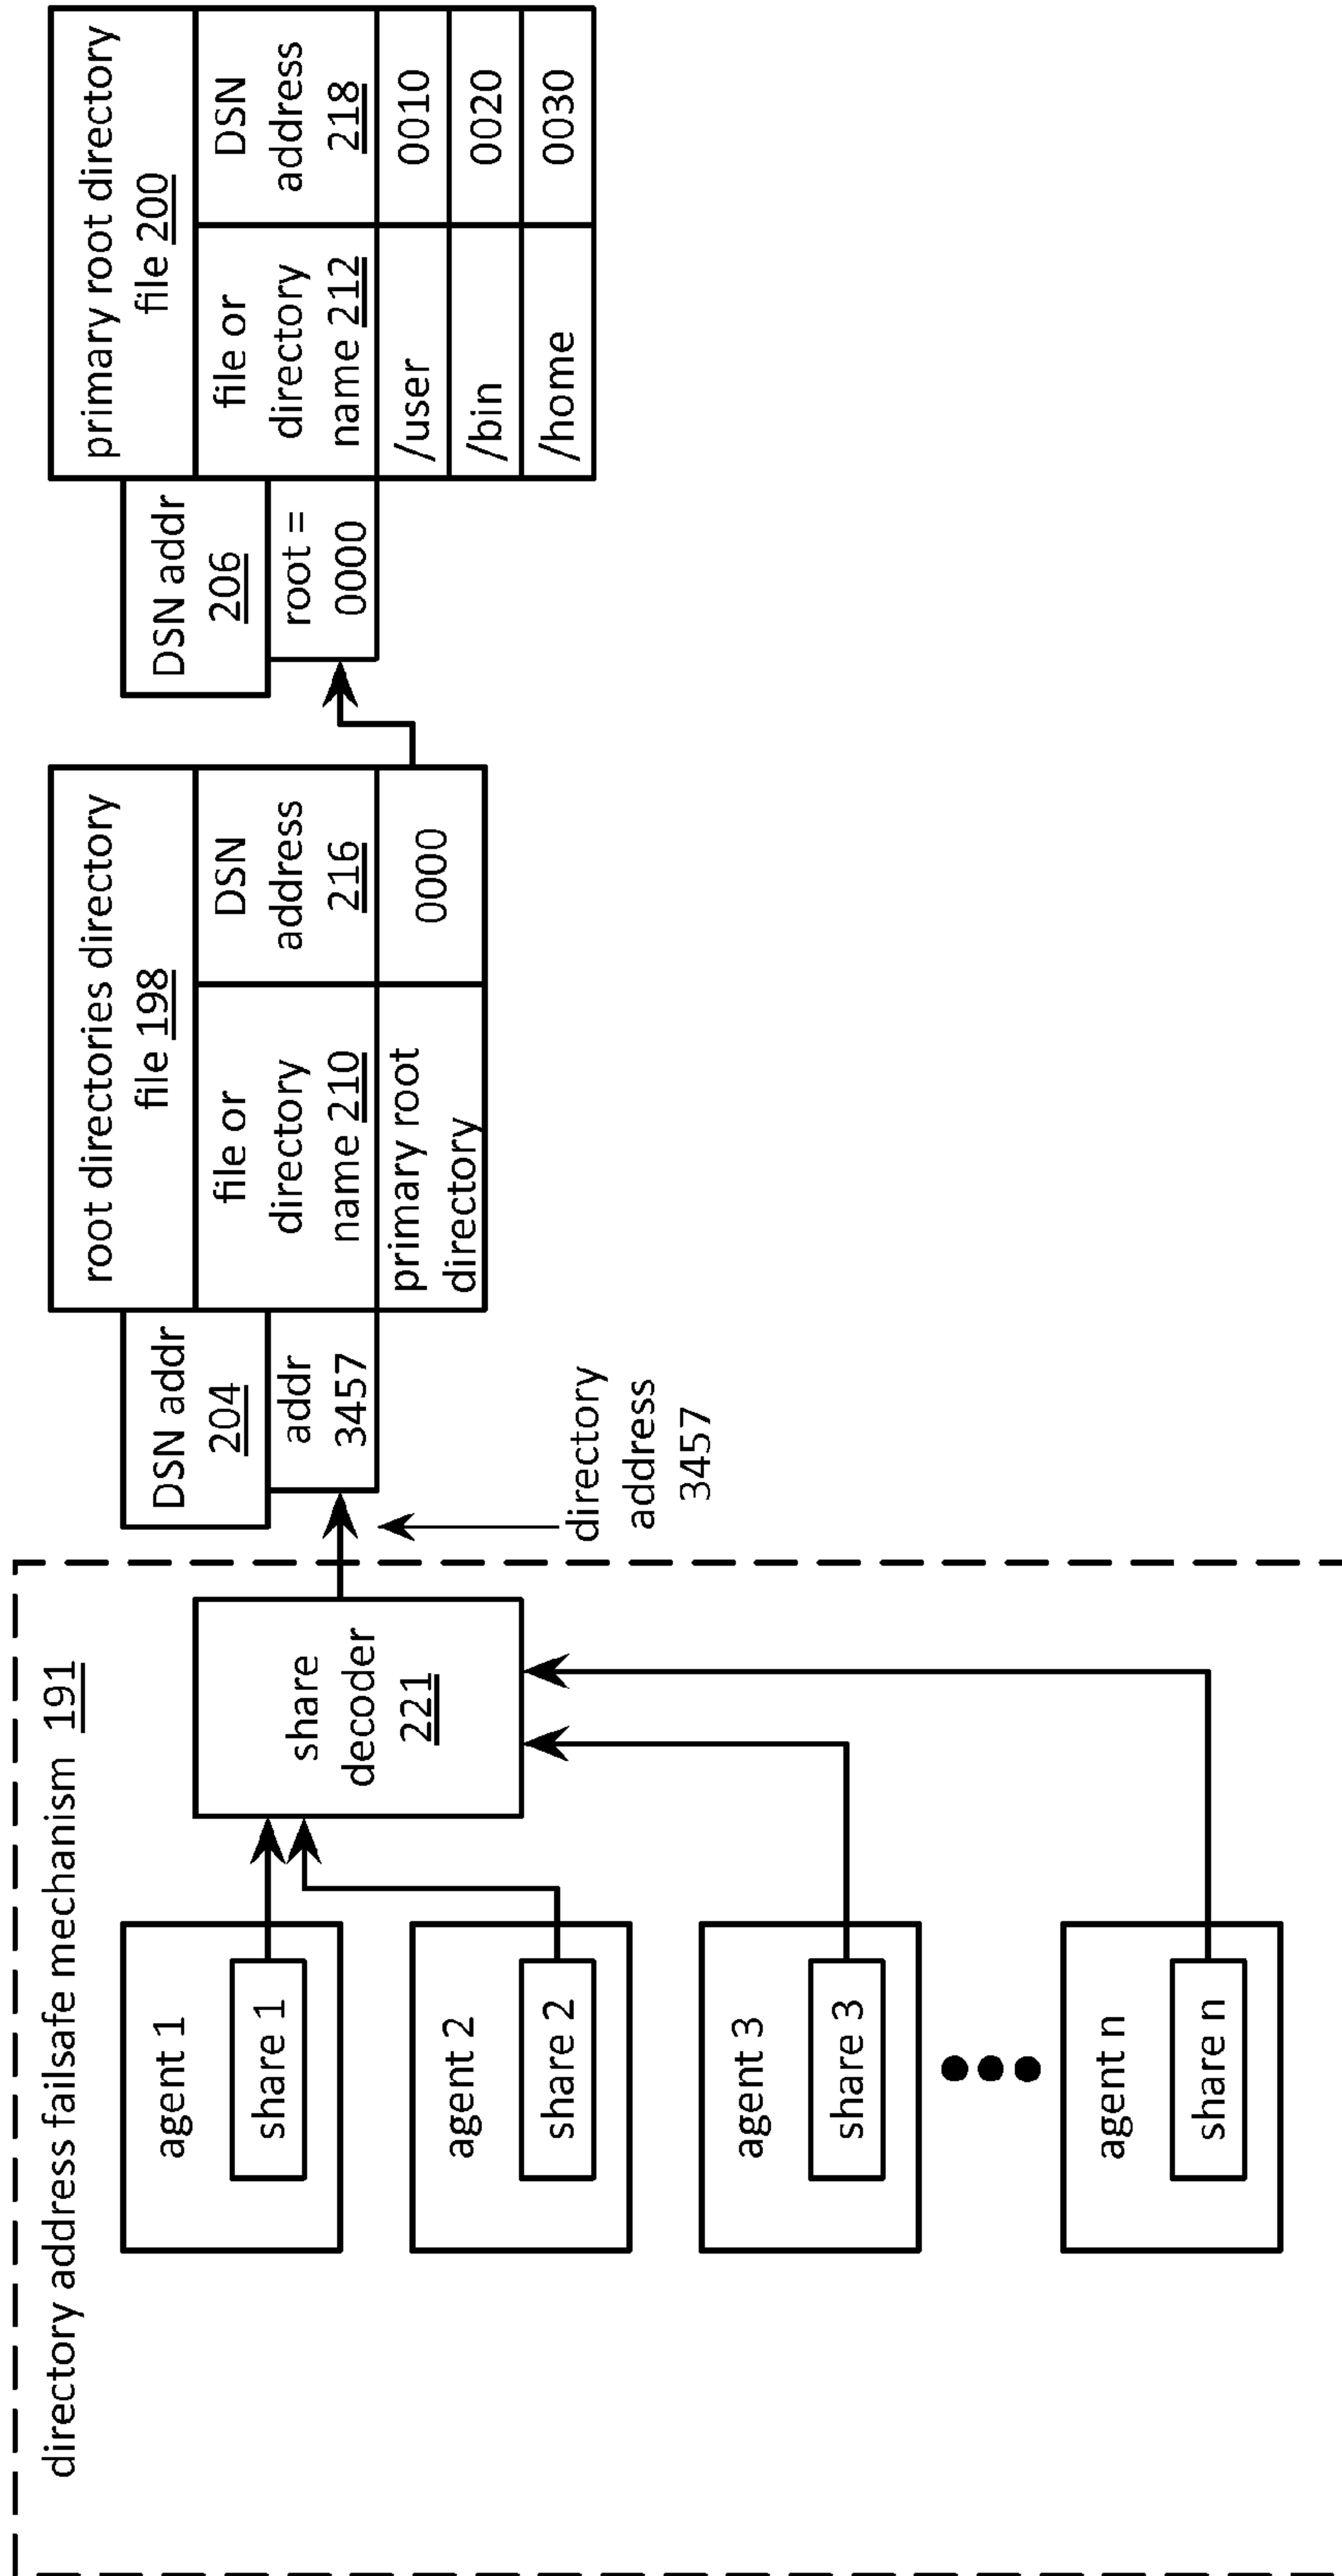 directory address failsafe mechanism 191
agent 1
share 1
agent 2
share 2
agent 3
share 3
agent n
share n
share
decoder
221
directory
address
3457
DSN addr
204
addr
3457
root directories directory
file 198
file or
directory
name 210
DSN
address
216
primary root
directory
0000
DSN addr
206
root =
0000
primary root directory
file 200
file or
directory
name 212
DSN
address
218
/user
0010
/bin
0020
/home
0030